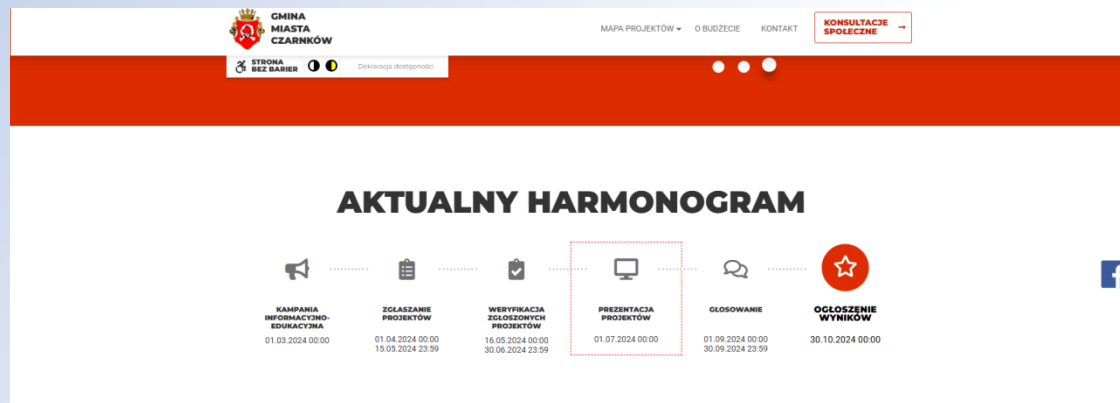 GMINA
MIASTA
CZARNKÓW
MAPA PROJEKTÓW
O BUDŻECIE
KONTAKT
KONSULTACJE
SPOŁECZNE
STRONA
BEZ BARIER
Deklaracja dostępności
AKTUALNY HARMONOGRAM
KAMPANIA
INFORMACYJNO-
EDUKACYJNA
01.03.2024 00:00
ZGŁASZANIE
PROJEKTÓW
01.04.2024 00:00
15.05.2024 23:59
WERYFIKACJA
ZGŁOSZONYCH
PROJEKTÓW
16.05.2024 00:00
30.06.2024 23:59
PREZENTACJA
PROJEKTÓW
01.07.2024 00:00
GŁOSOWANIE
01.09.2024 00:00
30.09.2024 23:59
OGŁOSZENIE
WYNIKÓW
30.10.2024 00:00